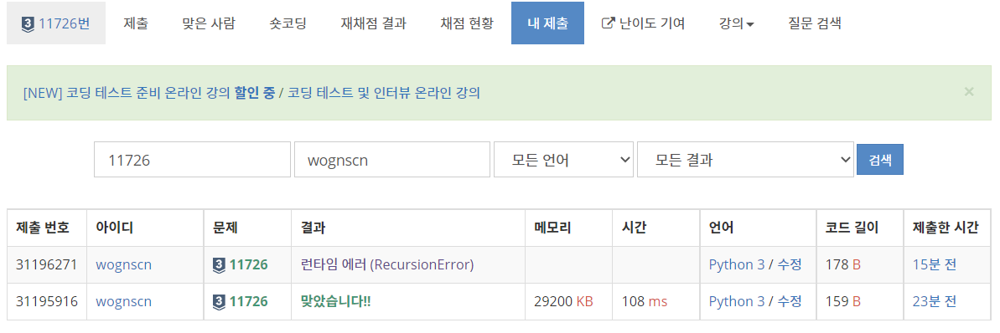 3 11726번 제출 맞은 사람 숏코딩 재채점 결과 채점 현황 내 제출 난이도 기여 강의 질문 검색
[NEW] 코딩 테스트 준비 온라인 강의 할인 중 / 코딩 테스트 및 인터뷰 온라인 강의 ×
11726 wognscn 모든 언어 모든 결과 검색
제출 번호 아이디 문제 결과 메모리 시간 언어 코드 길이 제출한 시간
31196271 wognscn 3 11726 런타임 에러 (RecursionError) Python 3 / 수정 178 B 15분 전
31195916 wognscn 3 11726 맞았습니다!! 29200 KB 108 ms Python 3 / 수정 159 B 23분 전